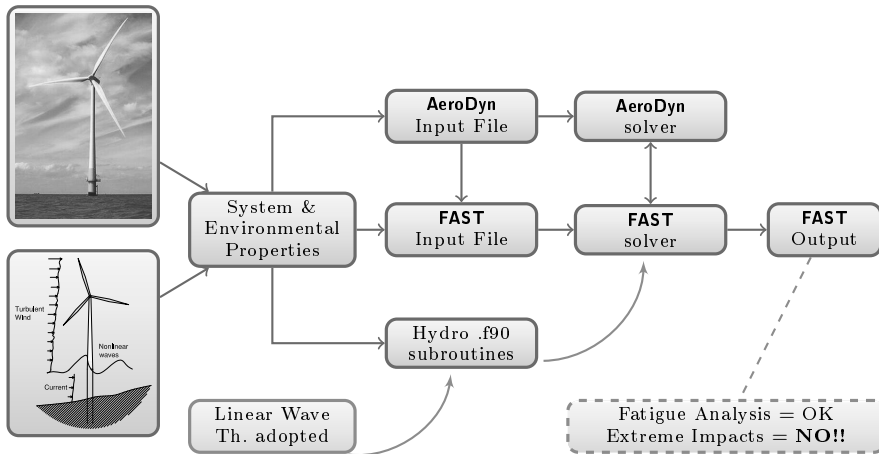 AeroDyn
Input File
AeroDyn
solver
System &
Environmental
Properties
FAST
Input File
FAST
solver
FAST
Output
Turbulent
Wind
Nonlinear
waves
Current
Hydro .f90
subroutines
Linear Wave
Th. adopted
Fatigue Analysis = OK
Extreme Impacts = NO!!